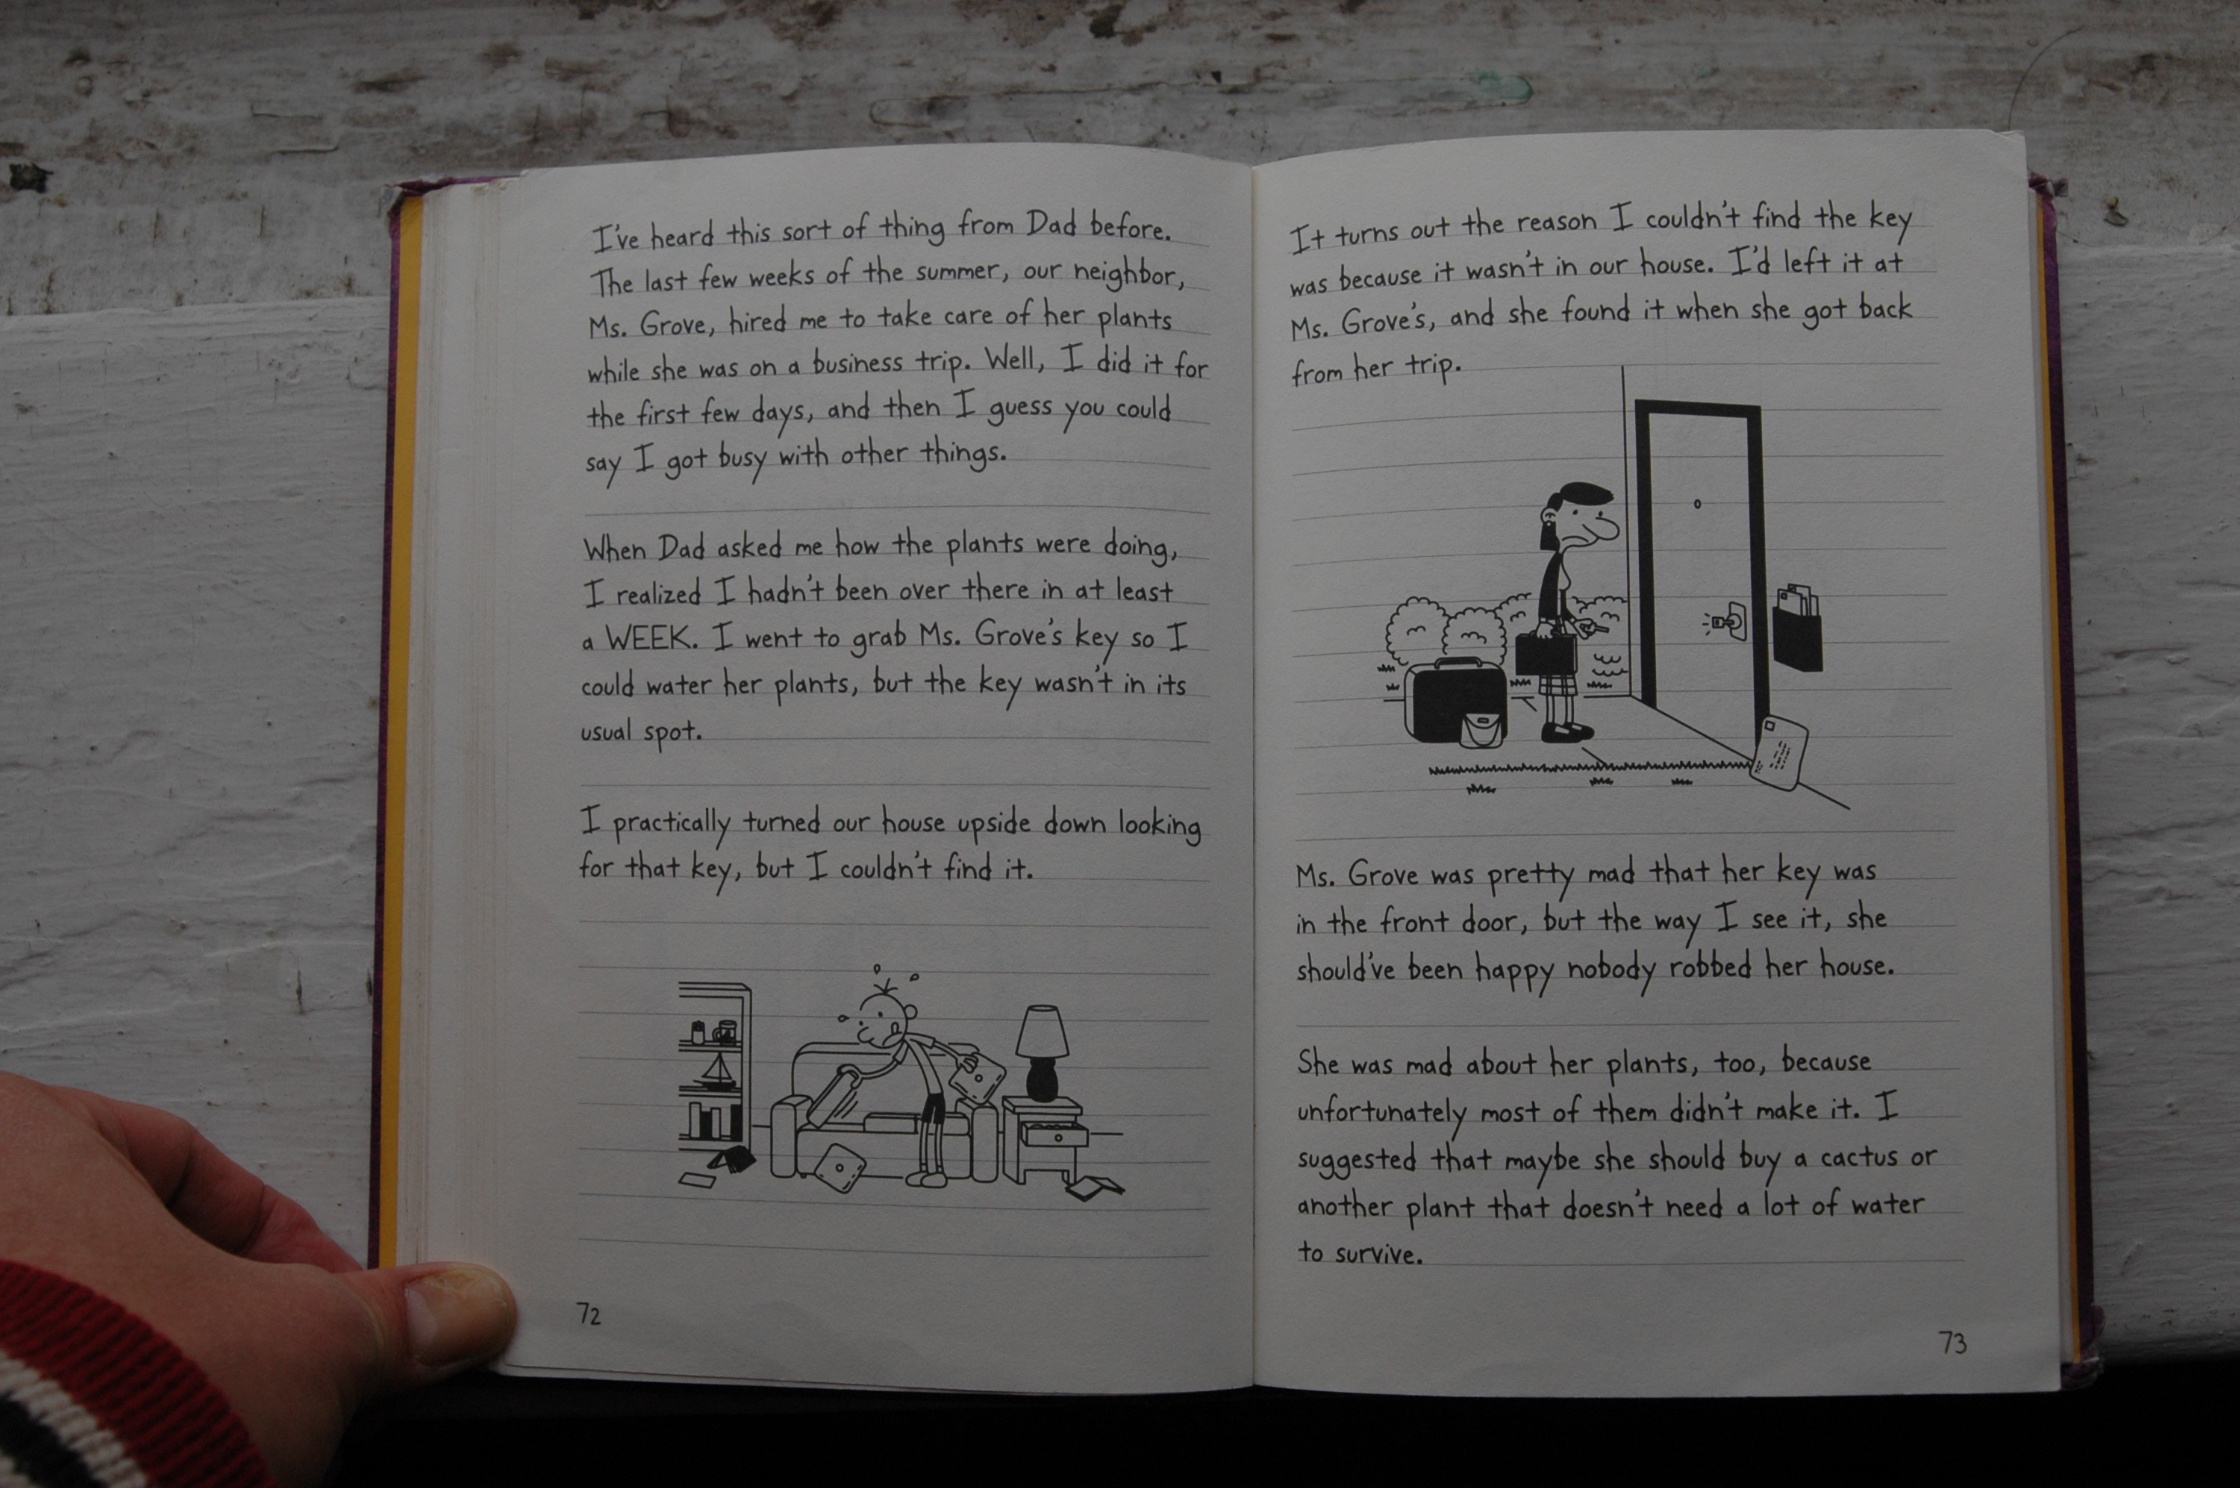 I've heard this sort of thing from Dad before.
The last few weeks of the summer, our neighbor,
Ms. Grove, hired me to take care of her plants
while she was on a business trip. Well, I did it for
the first few days, and then I guess you could
say I got busy with other things.
When Dad asked me how the plants were doing,
I realized I hadn't been over there in at least
a WEEK. I went to grab Ms. Grove's key so I
could water her plants, but the key wasn't in its
usual spot.
I practically turned our house upside down looking
for that key, but I couldn't find it.
72
It turns out the reason I couldn't find the key
was because it wasn't in our house. I'd left it at
Ms. Grove's, and she found it when she got back
from her trip.
Ms. Grove was pretty mad that her key was
in the front door, but the way I see it, she
should've been happy nobody robbed her house.
She was mad about her plants, too, because
unfortunately most of them didn't make it. I
suggested that maybe she should buy a cactus or
another plant that doesn't need a lot of water
to survive.
73